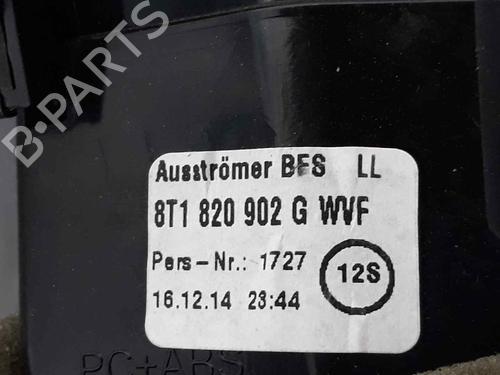 B-PARTS
Ausströmer BFS LL
8T1 820 902 G WVF
Pers-Nr.: 1727
12S
16.12.14 23:44
PC+ABS